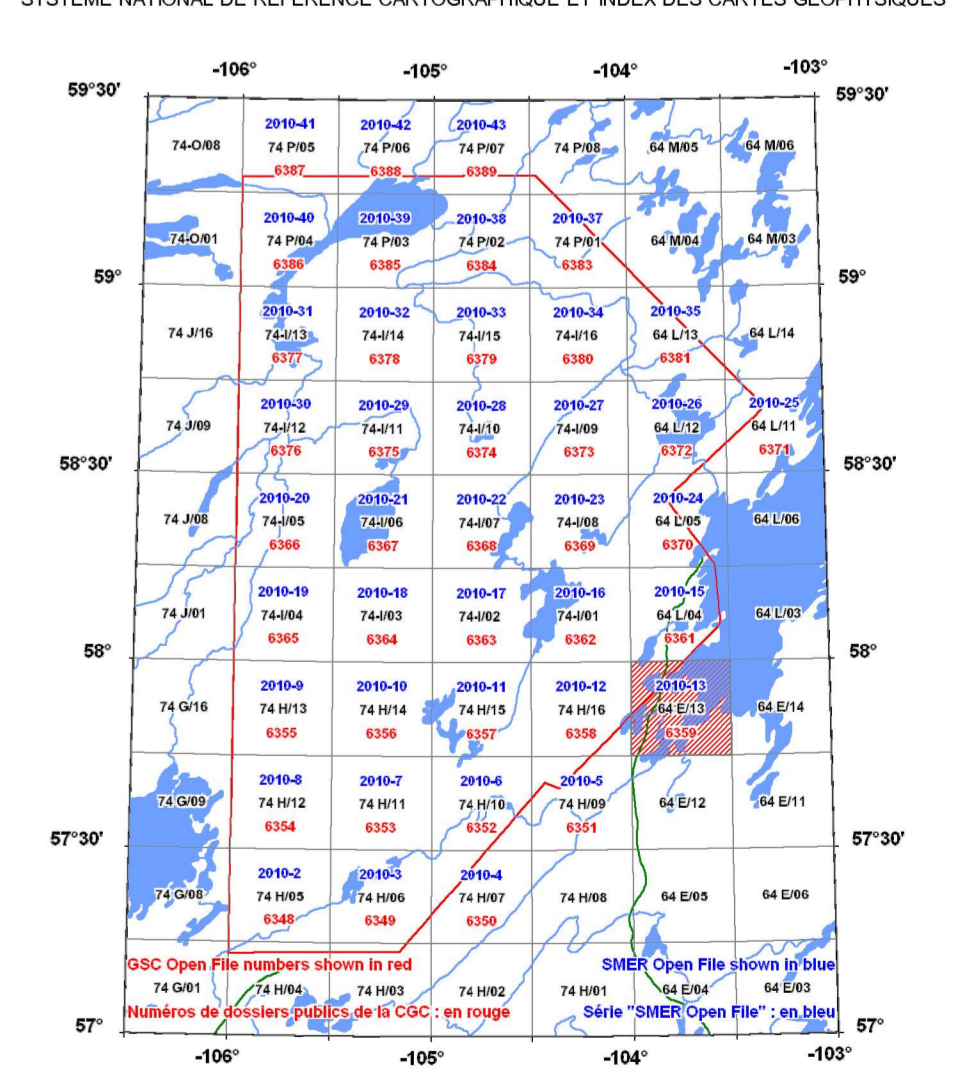 SYSTÈME NATIONAL DE RÉFÉRENCE CARTOGRAPHIQUE ET INDEX DES CARTES GÉOPHYSIQUES
-106° -105° -104° -103°
59°30' 59°30'
2010-41 2010-42 2010-43
74-O/08 74 P/05 74 P/06 74 P/07 74 P/08 64 M/05 64 M/06
6387 6388 6389
2010-40 2010-39 2010-38 2010-37
74-O/01 74 P/04 74 P/03 74 P/02 74 P/01 64 M/04 64 M/03
6386 6385 6384 6383
59° 59°
2010-31 2010-32 2010-33 2010-34 2010-35
74 J/16 74-I/13 74-I/14 74-I/15 74-I/16 64 L/13 64 L/14
6377 6378 6379 6380 6381
2010-30 2010-29 2010-28 2010-27 2010-26 2010-25
74 J/09 74-I/12 74-I/11 74-I/10 74-I/09 64 L/12 64 L/11
6376 6375 6374 6373 6372 6371
58°30' 58°30'
2010-20 2010-21 2010-22 2010-23 2010-24
74 J/08 74-I/05 74-I/06 74-I/07 74-I/08 64 L/05 64 L/06
6366 6367 6368 6369 6370
2010-19 2010-18 2010-17 2010-16 2010-15
74 J/01 74-I/04 74-I/03 74-I/02 74-I/01 64 L/04 64 L/03
6365 6364 6363 6362 6361
58° 58°
2010-9 2010-10 2010-11 2010-12 2010-13
74 G/16 74 H/13 74 H/14 74 H/15 74 H/16 64 E/13 64 E/14
6355 6356 6357 6358 6359
2010-8 2010-7 2010-6 2010-5
74 G/09 74 H/12 74 H/11 74 H/10 74 H/09 64 E/12 64 E/11
6354 6353 6352 6351
57°30' 57°30'
2010-2 2010-3 2010-4
74 G/08 74 H/05 74 H/06 74 H/07 74 H/08 64 E/05 64 E/06
6348 6349 6350
GSC Open File numbers shown in red SMER Open File shown in blue
74 G/01 74 H/04 74 H/03 74 H/02 74 H/01 64 E/04 64 E/03
Numéros de dossiers publics de la CGC : en rouge Série "SMER Open File" : en bleu
57° 57°
-106° -105° -104° -103°